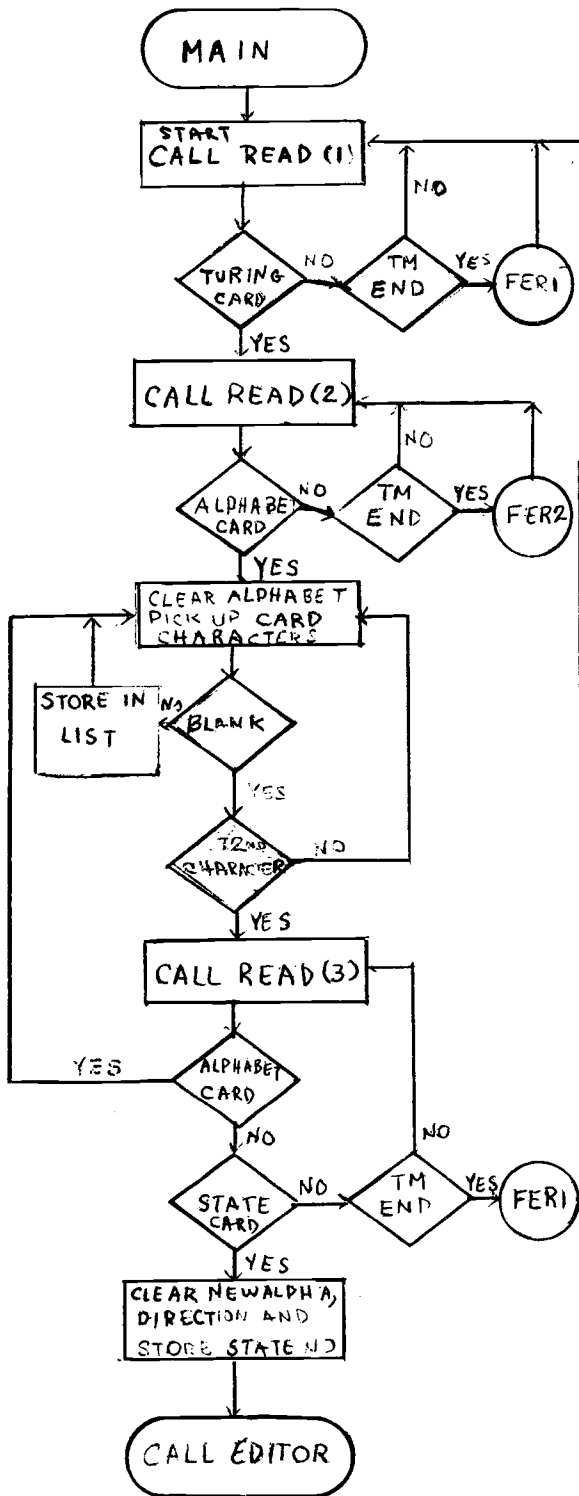 MAIN
START
CALL READ (1)
NO
TURING
CARD
NO
TM
END
YES
FER1
YES
CALL READ (2)
NO
ALPHABET
CARD
NO
TM
END
YES
FER2
YES
CLEAR ALPHABET
PICK UP CARD
CHARACTERS
STORE IN
LIST
NO
BLANK
YES
72ND
CHARACTER
NO
YES
CALL READ (3)
YES
ALPHABET
CARD
NO
NO
STATE
CARD
NO
TM
END
YES
FER1
YES
CLEAR NEWALPHA,
DIRECTION AND
STORE STATE NO
CALL EDITOR